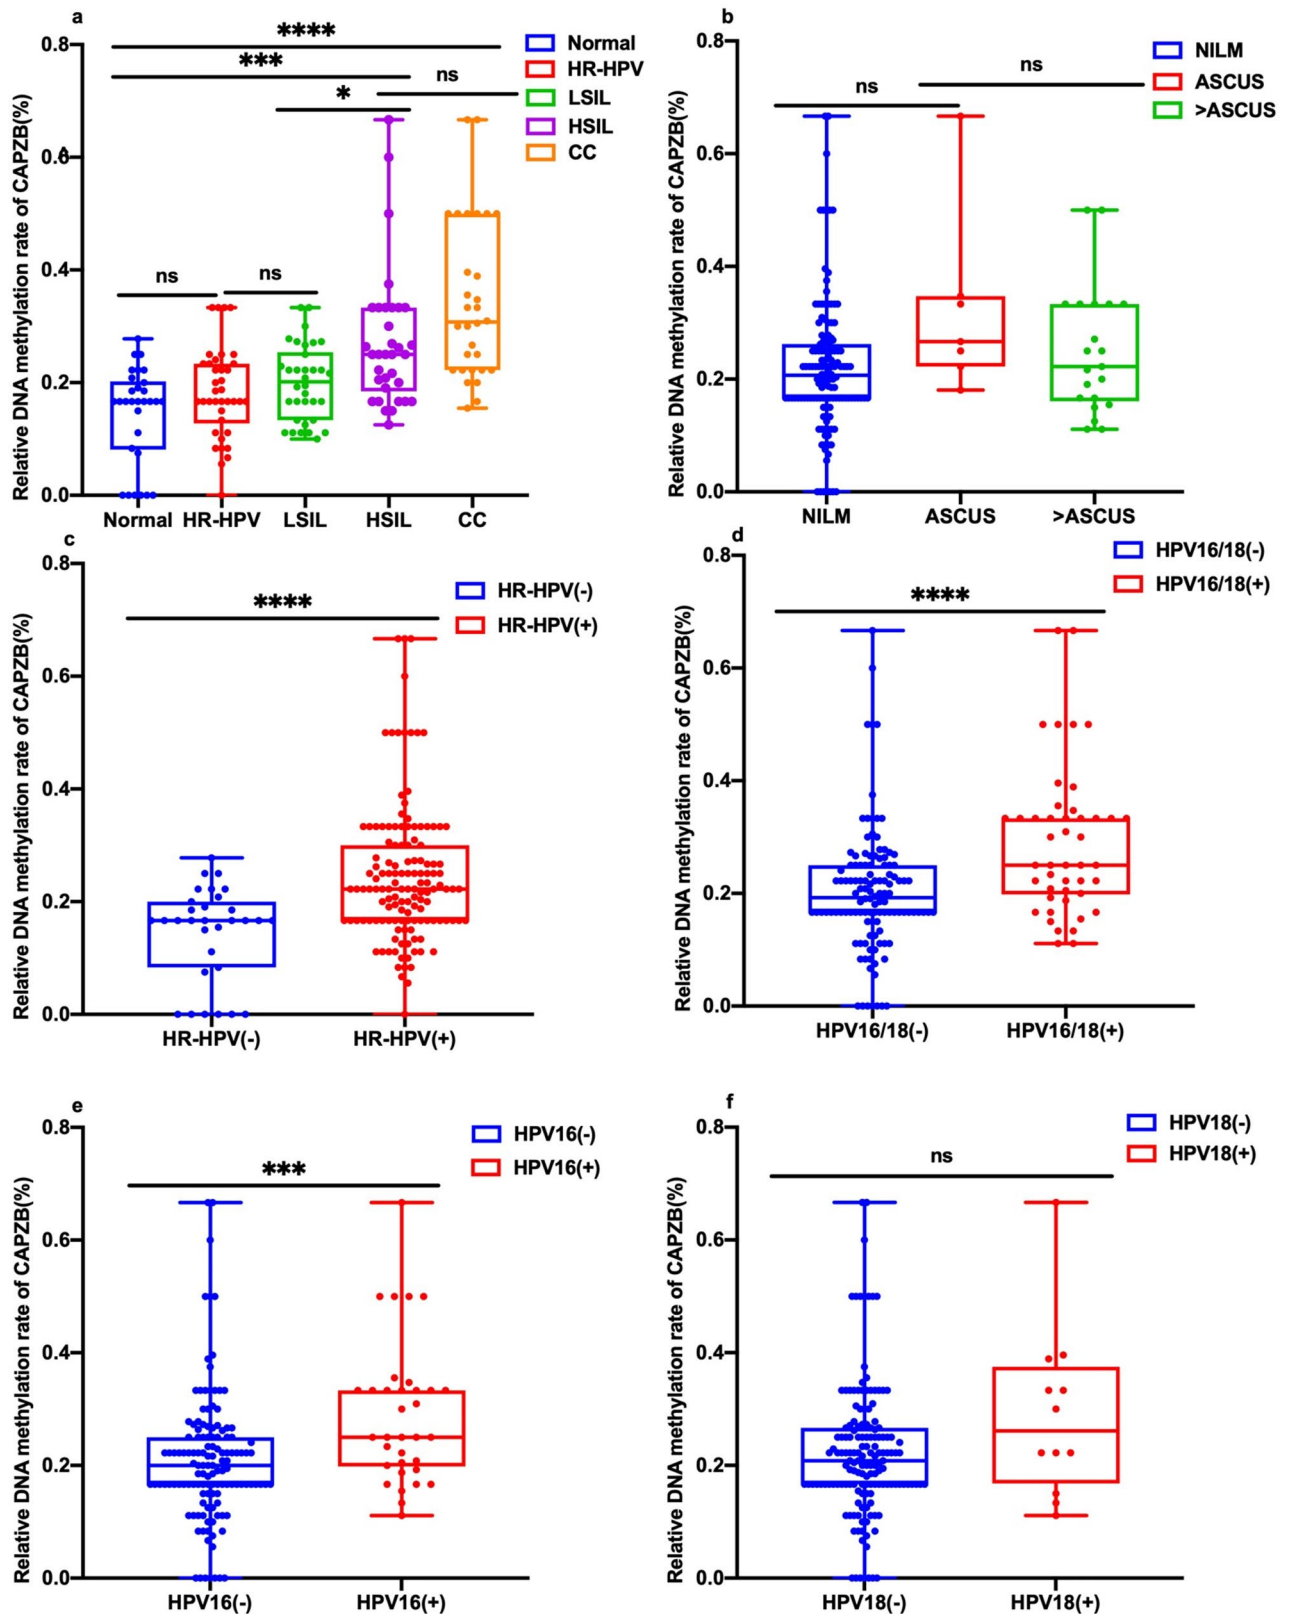 a
****
***
ns
*
ns
ns
Normal
HR-HPV
LSIL
HSIL
CC
Relative DNA methylation rate of CAPZB(%)
0.8
0.6
0.4
0.2
0.0
Normal
HR-HPV
LSIL
HSIL
CC
b
ns
ns
NILM
ASCUS
>ASCUS
Relative DNA methylation rate of CAPZB(%)
0.8
0.6
0.4
0.2
0.0
NILM
ASCUS
>ASCUS
c
****
HR-HPV(-)
HR-HPV(+)
Relative DNA methylation rate of CAPZB(%)
0.8
0.6
0.4
0.2
0.0
HR-HPV(-)
HR-HPV(+)
d
****
HPV16/18(-)
HPV16/18(+)
Relative DNA methylation rate of CAPZB(%)
0.8
0.6
0.4
0.2
0.0
HPV16/18(-)
HPV16/18(+)
e
***
HPV16(-)
HPV16(+)
Relative DNA methylation rate of CAPZB(%)
0.8
0.6
0.4
0.2
0.0
HPV16(-)
HPV16(+)
f
ns
HPV18(-)
HPV18(+)
Relative DNA methylation rate of CAPZB(%)
0.8
0.6
0.4
0.2
0.0
HPV18(-)
HPV18(+)